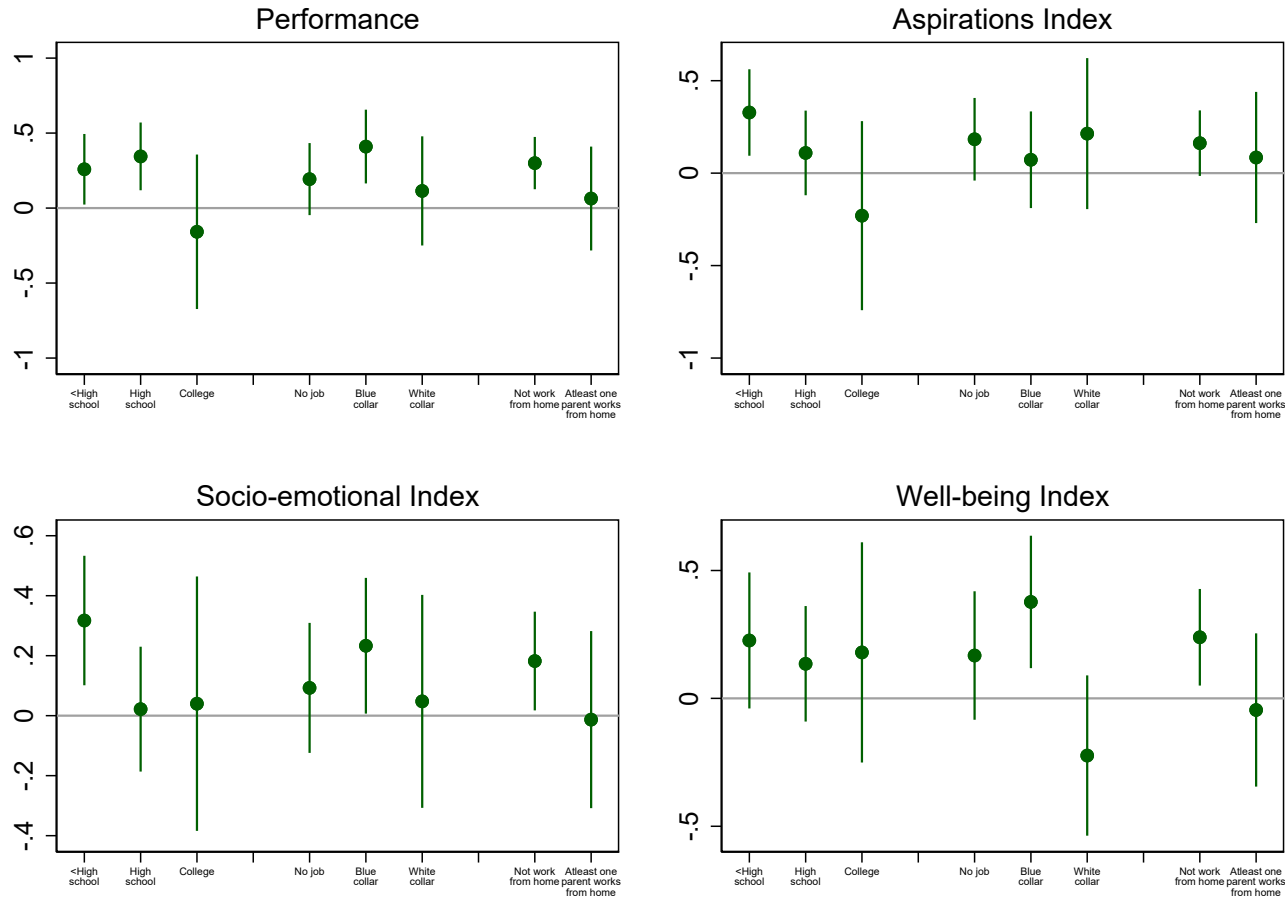 Performance
1
.5
0
-.5
-1
<High
school
High
school
College
No job
Blue
collar
White
collar
Not work
from home
Atleast one
parent works
from home
Aspirations Index
.5
0
-.5
-1
<High
school
High
school
College
No job
Blue
collar
White
collar
Not work
from home
Atleast one
parent works
from home
Socio-emotional Index
.6
.4
.2
0
-.2
-.4
<High
school
High
school
College
No job
Blue
collar
White
collar
Not work
from home
Atleast one
parent works
from home
Well-being Index
.5
0
-.5
<High
school
High
school
College
No job
Blue
collar
White
collar
Not work
from home
Atleast one
parent works
from home